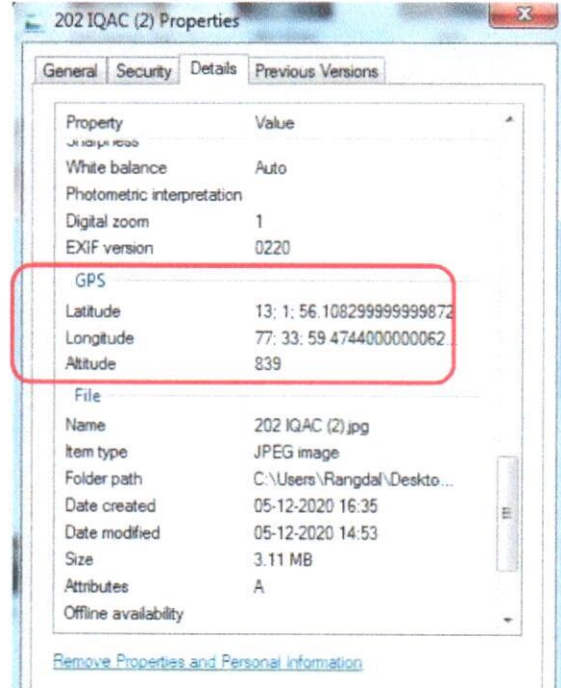 202 IQAC (2) Properties
General Security Details Previous Versions
Property Value
Sharpness
White balance Auto
Photometric interpretation
Digital zoom 1
EXIF version 0220
GPS
Latitude 13; 1; 56.108299999999872
Longitude 77; 33; 59.4744000000062...
Altitude 839
File
Name 202 IQAC (2).jpg
Item type JPEG image
Folder path C:\Users\Rangdal\Deskto...
Date created 05-12-2020 16:35
Date modified 05-12-2020 14:53
Size 3.11 MB
Attributes A
Offline availability
Remove Properties and Personal Information